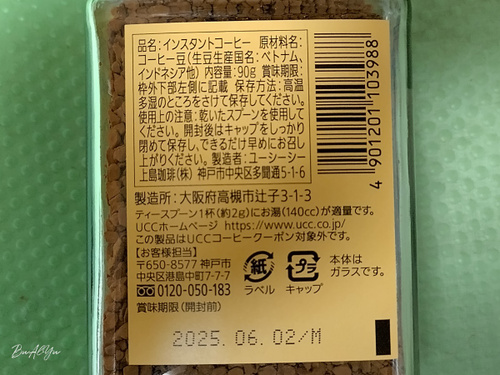 品名:インスタントコーヒー 原材料名:
コーヒー豆(生豆生産国名:ベトナム、
インドネシア他) 内容量:90g 賞味期限:
枠外下部左側に記載 保存方法:高温
多湿のところをさけて保存してください。
使用上の注意:乾いたスプーンを使用して
ください。開封後はキャップをしっかり
閉めて保存し、できるだけ早めにお召し
上がりください。製造者:ユーシーシー
上島珈琲(株) 神戸市中央区多聞通5-1-6
4 901201 103988
製造所:大阪府高槻市辻子3-1-3
ティースプーン1杯(約2g)にお湯(140cc)が適量です。
UCCホームページ https://www.ucc.co.jp/
この製品はUCCコーヒークーポン対象外です。
【お客様担当】
〒650-8577 神戸市
中央区港島中町7-7-7
0120-050-183
紙
ラベル
プラ
キャップ
本体は
ガラスです。
賞味期限(開封前)
2025.06.02/M